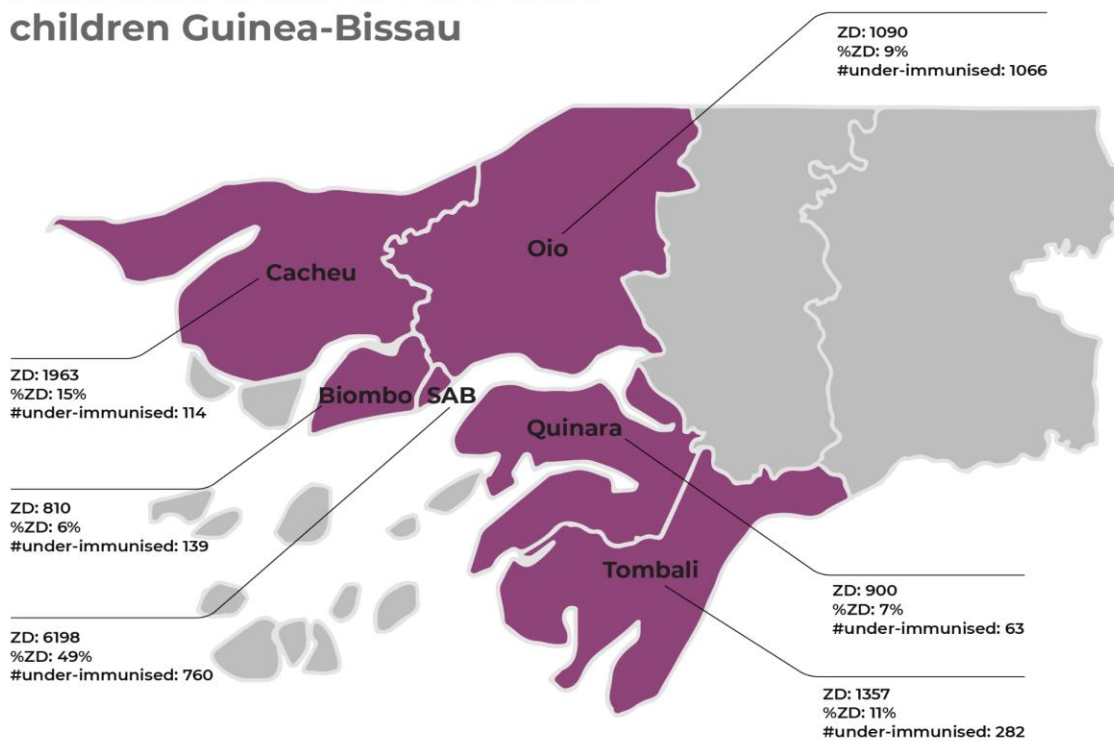 children Guinea-Bissau
ZD: 1090
%ZD: 9%
#under-immunised: 1066
Oio
Cacheu
ZD: 1963
%ZD: 15%
#under-immunised: 114
Biombo
SAB
Quinara
ZD: 810
%ZD: 6%
#under-immunised: 139
Tombali
ZD: 900
%ZD: 7%
#under-immunised: 63
ZD: 6198
%ZD: 49%
#under-immunised: 760
ZD: 1357
%ZD: 11%
#under-immunised: 282